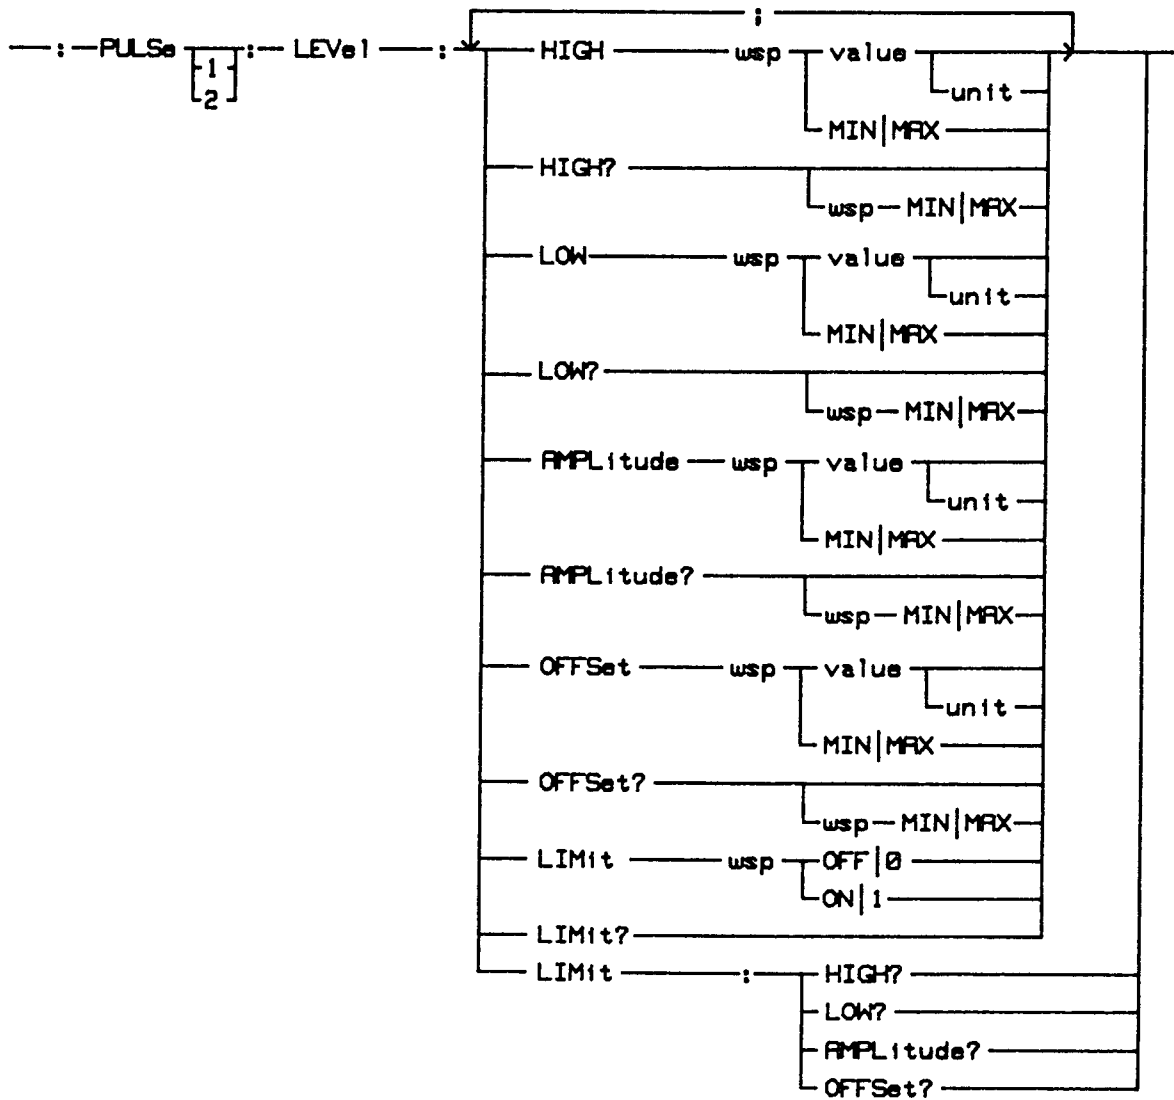 ;
: PULSe : LEVel : HIGH wsp value
1
2
unit
MIN|MAX
HIGH?
wsp MIN|MAX
LOW wsp value
unit
MIN|MAX
LOW?
wsp MIN|MAX
AMPLitude wsp value
unit
MIN|MAX
AMPLitude?
wsp MIN|MAX
OFFSet wsp value
unit
MIN|MAX
OFFSet?
wsp MIN|MAX
LIMit wsp OFF|0
ON|1
LIMit?
LIMit : HIGH?
LOW?
AMPLitude?
OFFSet?